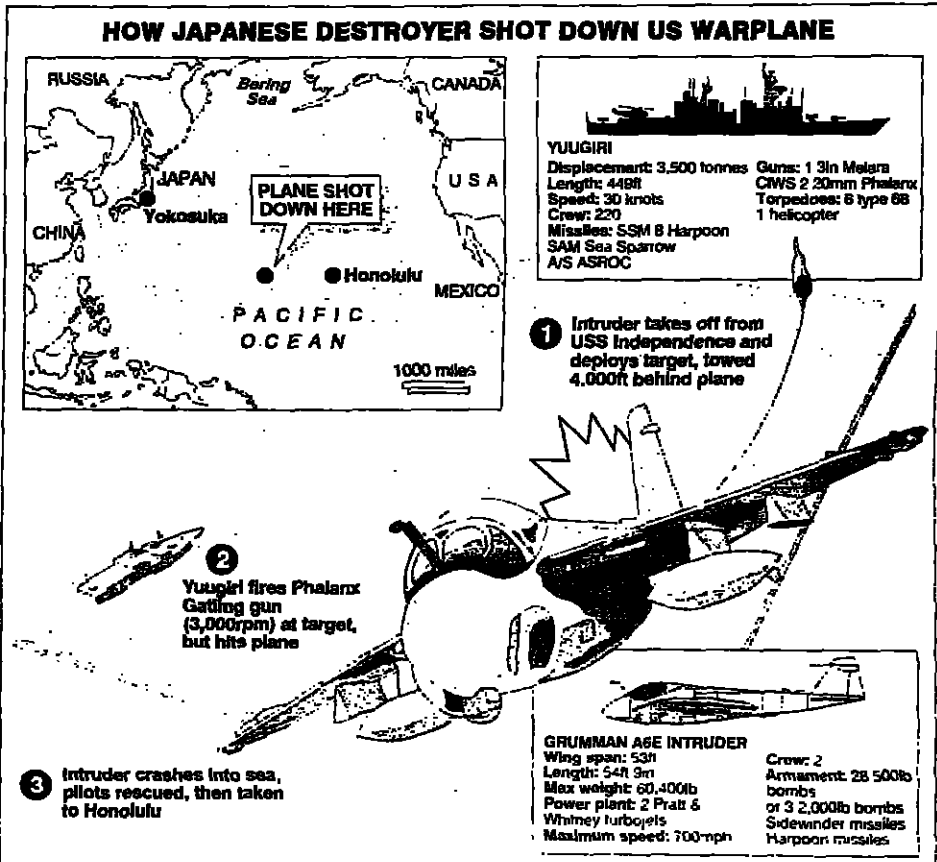 HOW JAPANESE DESTROYER SHOT DOWN US WARPLANE
RUSSIA
Bering
Sea
CANADA
JAPAN
Yokosuka
CHINA
PLANE SHOT
DOWN HERE
USA
Honolulu
MEXICO
PACIFIC
OCEAN
1000 miles
YUUGIRI
Displacement: 3,500 tonnes
Length: 449ft
Speed: 30 knots
Crew: 220
Missiles: SSM 8 Harpoon
SAM Sea Sparrow
A/S ASROC
Guns: 1 3in Melara
CIWS 2 20mm Phalanx
Torpedoes: 6 type 68
1 helicopter
1 Intruder takes off from
USS Independence and
deploys target, towed
4,000ft behind plane
2
Yuugiri fires Phalanx
Gatling gun
(3,000rpm) at target,
but hits plane
3 Intruder crashes into sea,
pilots rescued, then taken
to Honolulu
GRUMMAN A6E INTRUDER
Wing span: 53ft
Length: 54ft 9in
Max weight: 60,400lb
Power plant: 2 Pratt &
Whitney turbojets
Maximum speed: 700mph
Crew: 2
Armament: 28 500lb
bombs
or 3 2,000lb bombs
Sidewinder missiles
Harpoon missiles